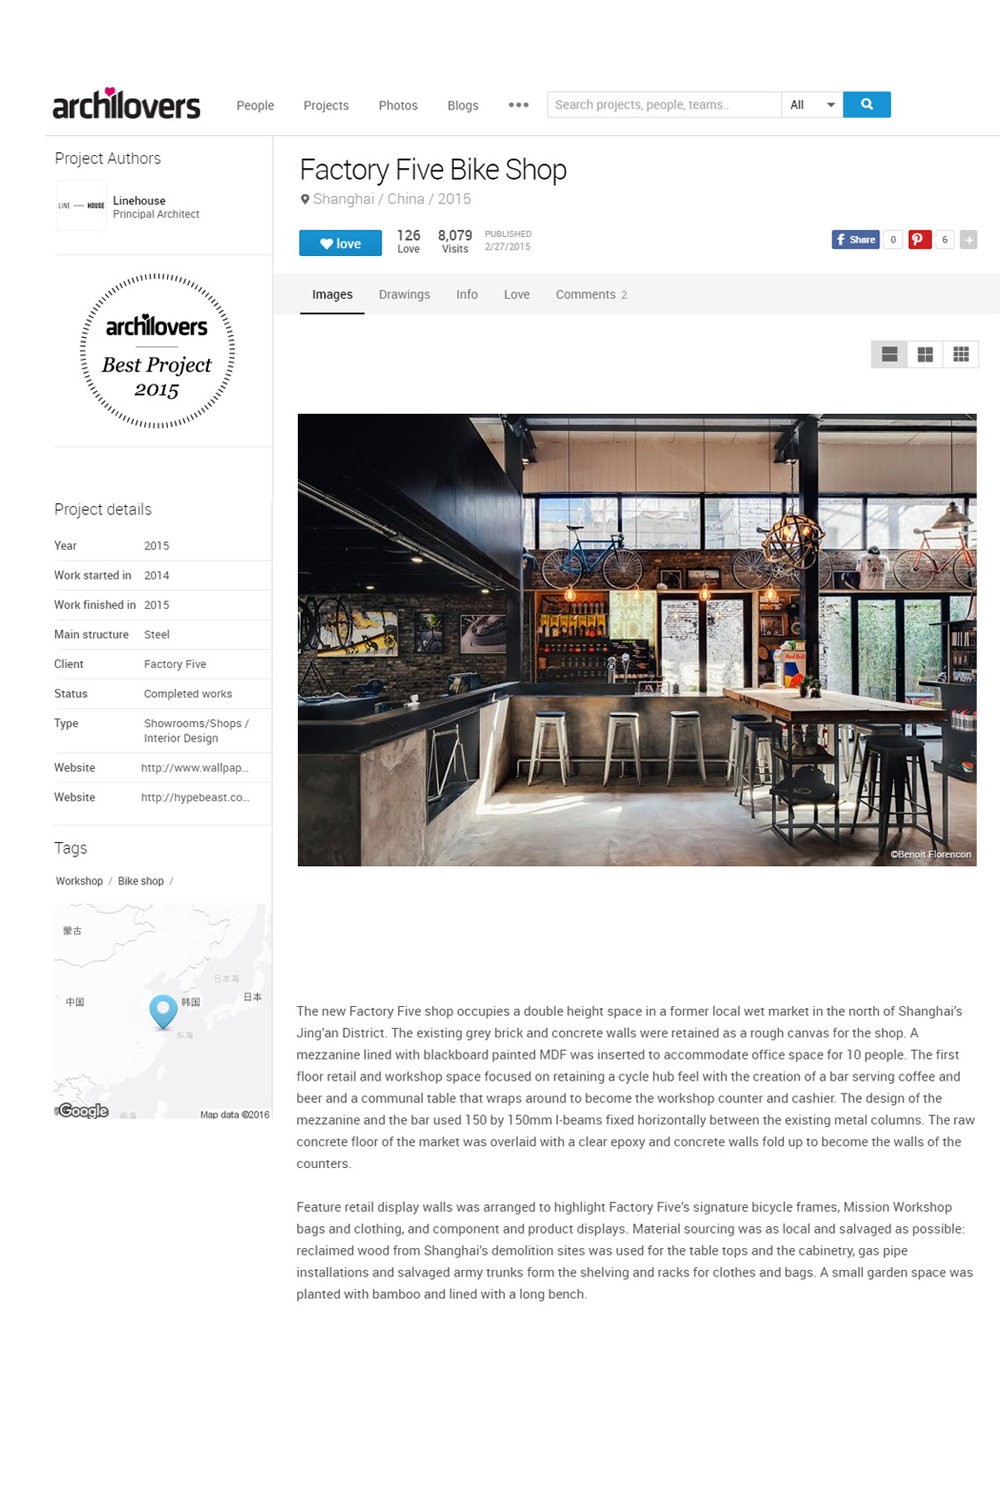 archilovers
People Projects Photos Blogs •••
Search projects, people, teams.. All
Project Authors
LINE — HOUSE
Linehouse
Principal Architect
archilovers
Best Project
2015
Project details
Year 2015
Work started in 2014
Work finished in 2015
Main structure Steel
Client Factory Five
Status Completed works
Type Showrooms/Shops /
Interior Design
Website http://www.wallpap...
Website http://hypebeast.co...
Tags
Workshop / Bike shop /
蒙古
日本海
中国
韩国
日本
东海
南海
Google
Map data ©2016
Factory Five Bike Shop
Shanghai / China / 2015
love
126
Love
8,079
Visits
PUBLISHED
2/27/2015
f Share 0 6 +
Images Drawings Info Love Comments 2
BUILD
Red Bull
©Benoit Florencon
The new Factory Five shop occupies a double height space in a former local wet market in the north of Shanghai’s
Jing’an District. The existing grey brick and concrete walls were retained as a rough canvas for the shop. A
mezzanine lined with blackboard painted MDF was inserted to accommodate office space for 10 people. The first
floor retail and workshop space focused on retaining a cycle hub feel with the creation of a bar serving coffee and
beer and a communal table that wraps around to become the workshop counter and cashier. The design of the
mezzanine and the bar used 150 by 150mm I-beams fixed horizontally between the existing metal columns. The raw
concrete floor of the market was overlaid with a clear epoxy and concrete walls fold up to become the walls of the
counters.
Feature retail display walls was arranged to highlight Factory Five’s signature bicycle frames, Mission Workshop
bags and clothing, and component and product displays. Material sourcing was as local and salvaged as possible:
reclaimed wood from Shanghai’s demolition sites was used for the table tops and the cabinetry, gas pipe
installations and salvaged army trunks form the shelving and racks for clothes and bags. A small garden space was
planted with bamboo and lined with a long bench.